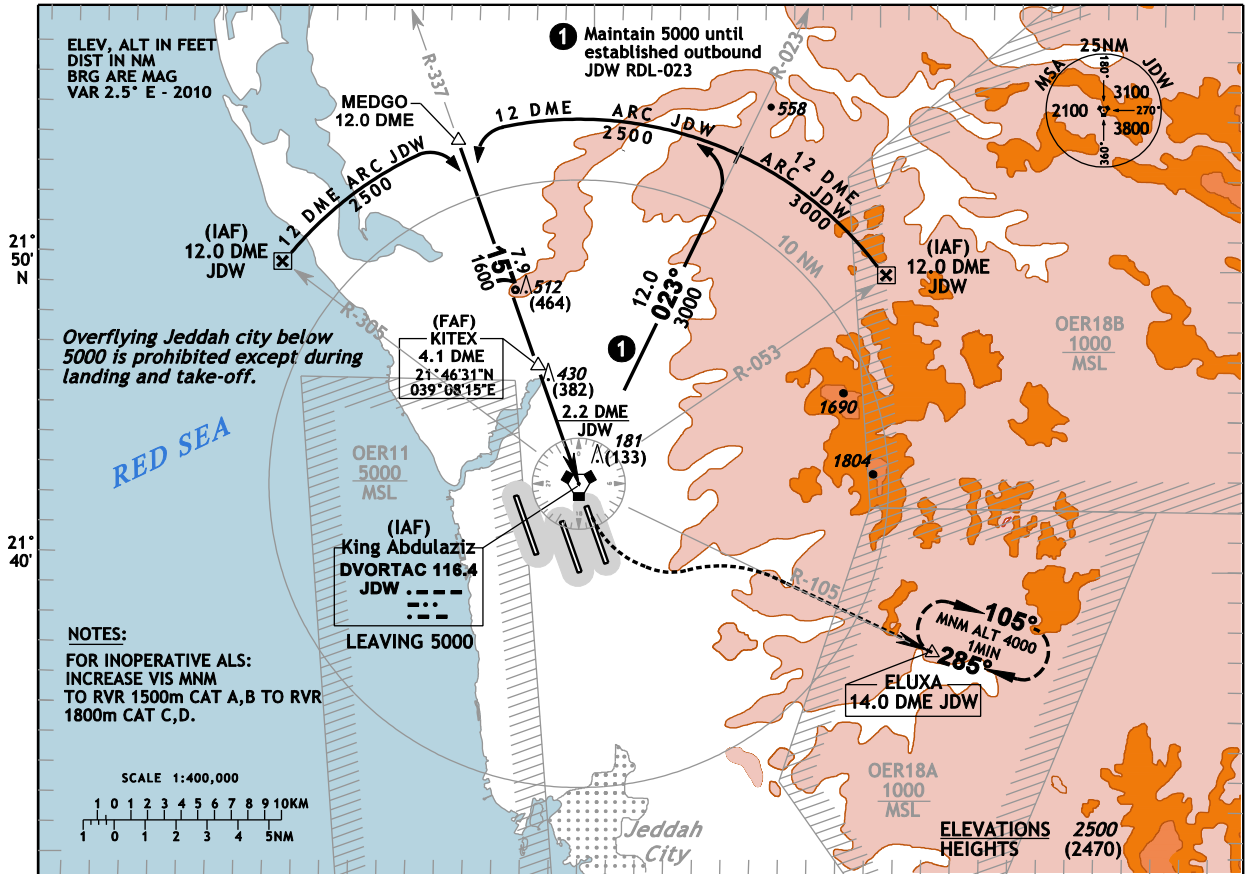 ELEV, ALT IN FEET
DIST IN NM
BRG ARE MAG
VAR 2.5° E - 2010
R-337
1 Maintain 5000 until
established outbound
JDW RDL-023
R-023
25NM
MSA
JDW
180°
3100
2100
270°
3800
360°
MEDGO
12.0 DME
12 DME ARC JDW
2500
558
12 DME ARC JDW
2500
12 DME
ARC JDW
3000
(IAF)
12.0 DME
JDW
(IAF)
12.0 DME
JDW
21°
50'
N
7.9
157°
1600
512
(464)
12.0
023°
3000
10 NM
R-305
R-053
Overflying Jeddah city below
5000 is prohibited except during
landing and take-off.
(FAF)
KITEX
4.1 DME
21°46'31"N
039°08'15"E
430
(382)
1
OER18B
1000
MSL
1690
2.2 DME
JDW
181
(133)
1804
RED SEA
OER11
5000
MSL
(IAF)
King Abdulaziz
DVORTAC 116.4
JDW
LEAVING 5000
21°
40'
R-105
105°
MNM ALT 4000
1MIN
285°
ELUXA
14.0 DME JDW
NOTES:
FOR INOPERATIVE ALS:
INCREASE VIS MNM
TO RVR 1500m CAT A,B TO RVR
1800m CAT C,D.
SCALE 1:400,000
1 0 1 2 3 4 5 6 7 8 9 10KM
1 0 1 2 3 4 5NM
OER18A
1000
MSL
Jeddah
City
ELEVATIONS 2500
HEIGHTS (2470)